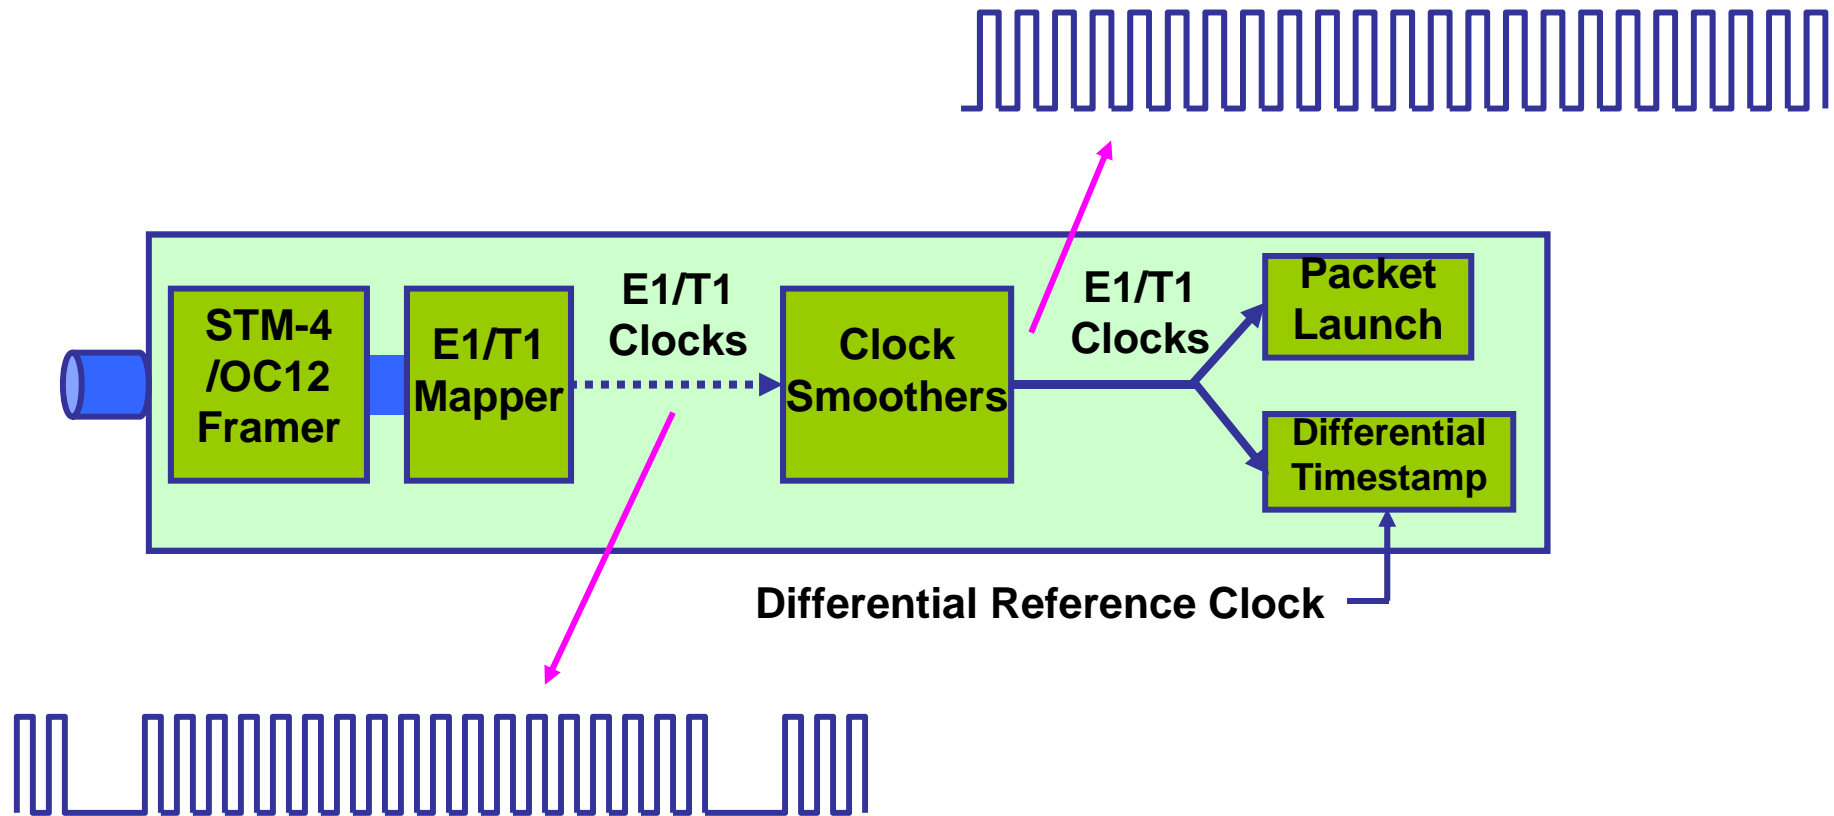 STM-4
/OC12
Framer
E1/T1
Mapper
E1/T1
Clocks
Clock
Smoothers
E1/T1
Clocks
Packet
Launch
Differential
Timestamp
Differential Reference Clock